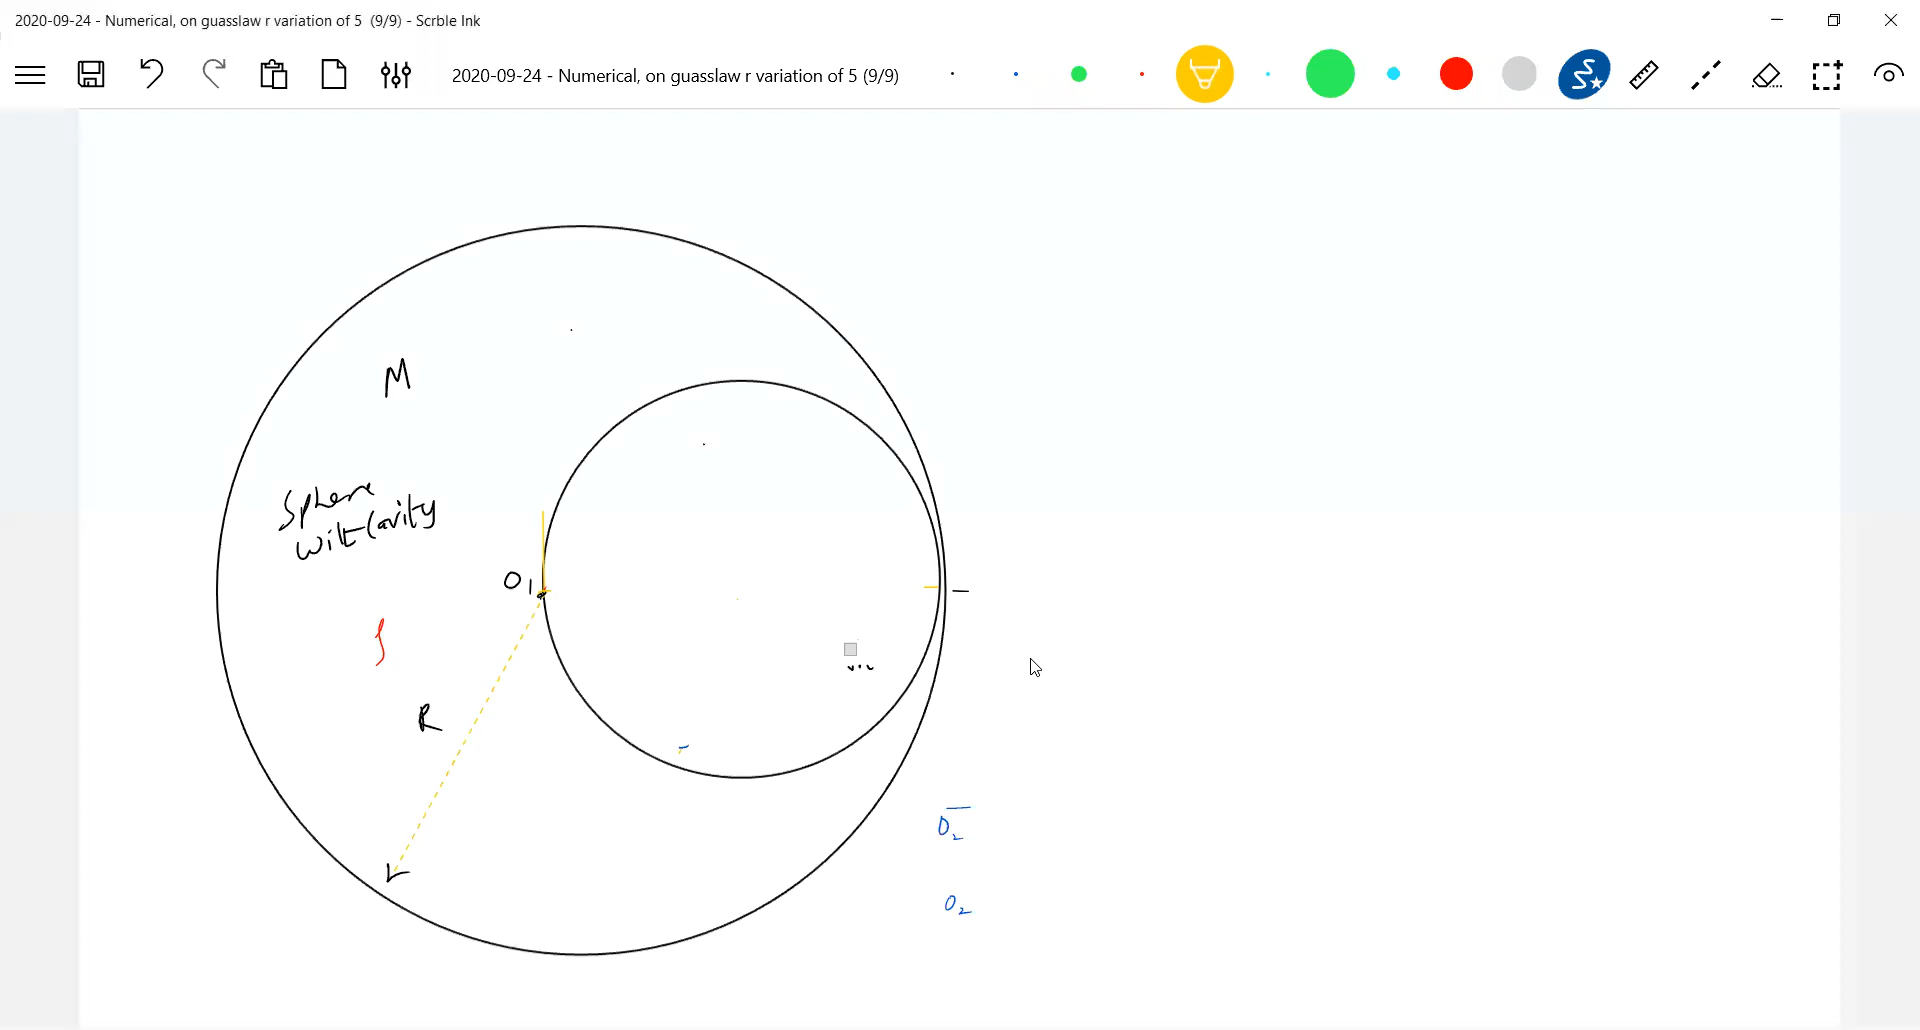 2020-09-24 - Numerical, on guasslaw r variation of 5 (9/9) - Scrble Ink
2020-09-24 - Numerical, on guasslaw r variation of 5 (9/9)
M
Sphere
with cavity
O1
R
O2
O2